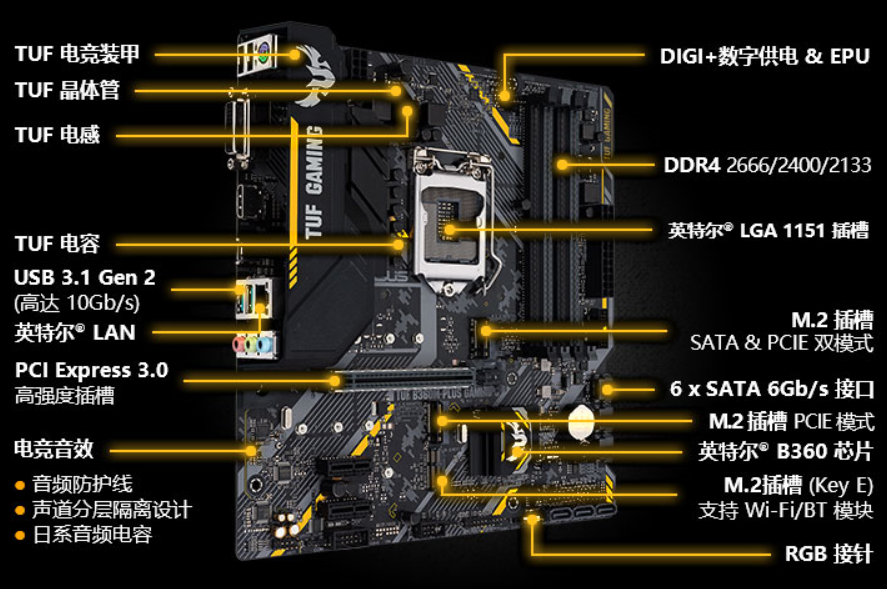 TUF 电竞装甲
TUF 晶体管
TUF 电感
TUF 电容
USB 3.1 Gen 2
(高达 10Gb/s)
英特尔® LAN
PCI Express 3.0
高强度插槽
电竞音效
● 音频防护线
● 声道分层隔离设计
● 日系音频电容
DIGI+数字供电 & EPU
DDR4 2666/2400/2133
英特尔® LGA 1151 插槽
M.2 插槽
SATA & PCIE 双模式
6 x SATA 6Gb/s 接口
M.2 插槽 PCIE 模式
英特尔® B360 芯片
M.2插槽 (Key E)
支持 Wi-Fi/BT 模块
RGB 接针
TUF GAMING
TUF GAMING
TUF B360M-PLUS GAMING